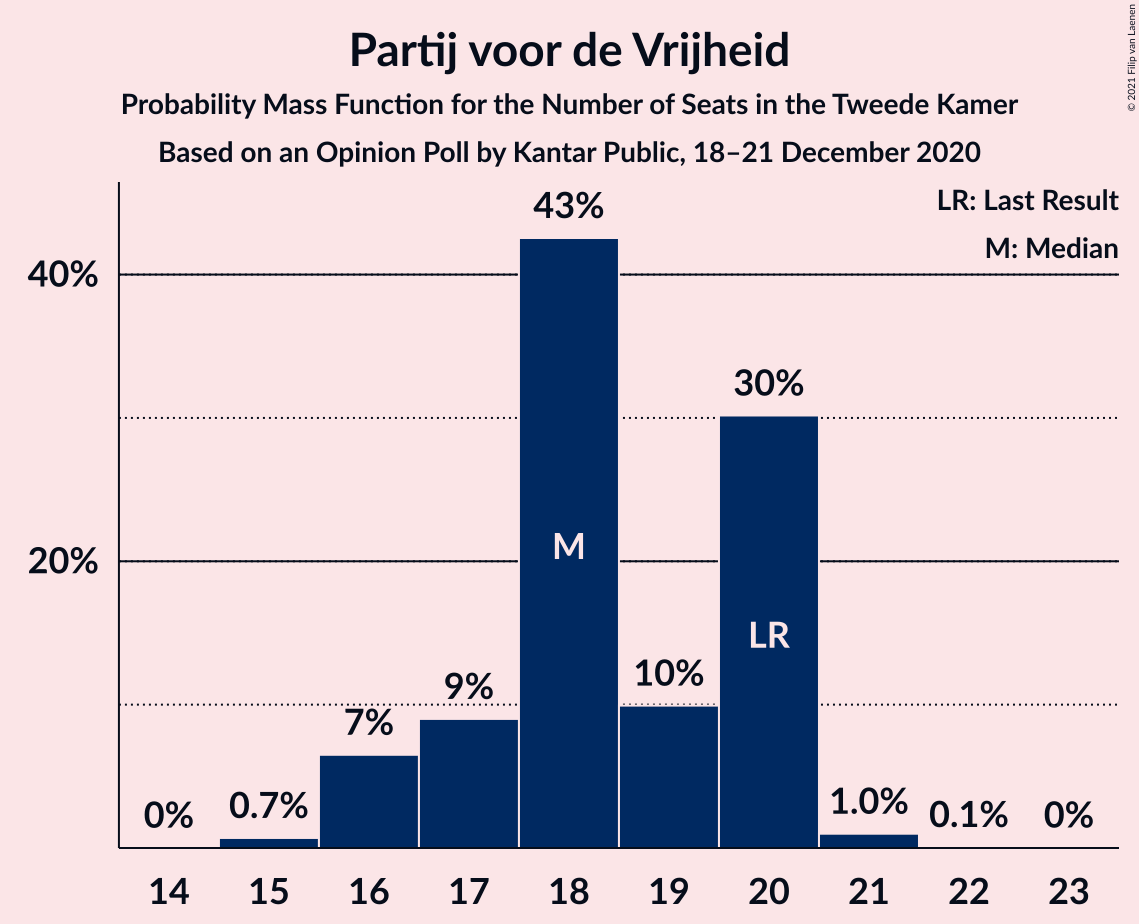 Partij voor de Vrijheid
Probability Mass Function for the Number of Seats in the Tweede Kamer
Based on an Opinion Poll by Kantar Public, 18–21 December 2020
© 2021 Filip van Laenen
LR: Last Result
M: Median
43%
40%
30%
20%
M
LR
10%
9%
7%
0%
0.7%
1.0%
0.1%
0%
14 15 16 17 18 19 20 21 22 23